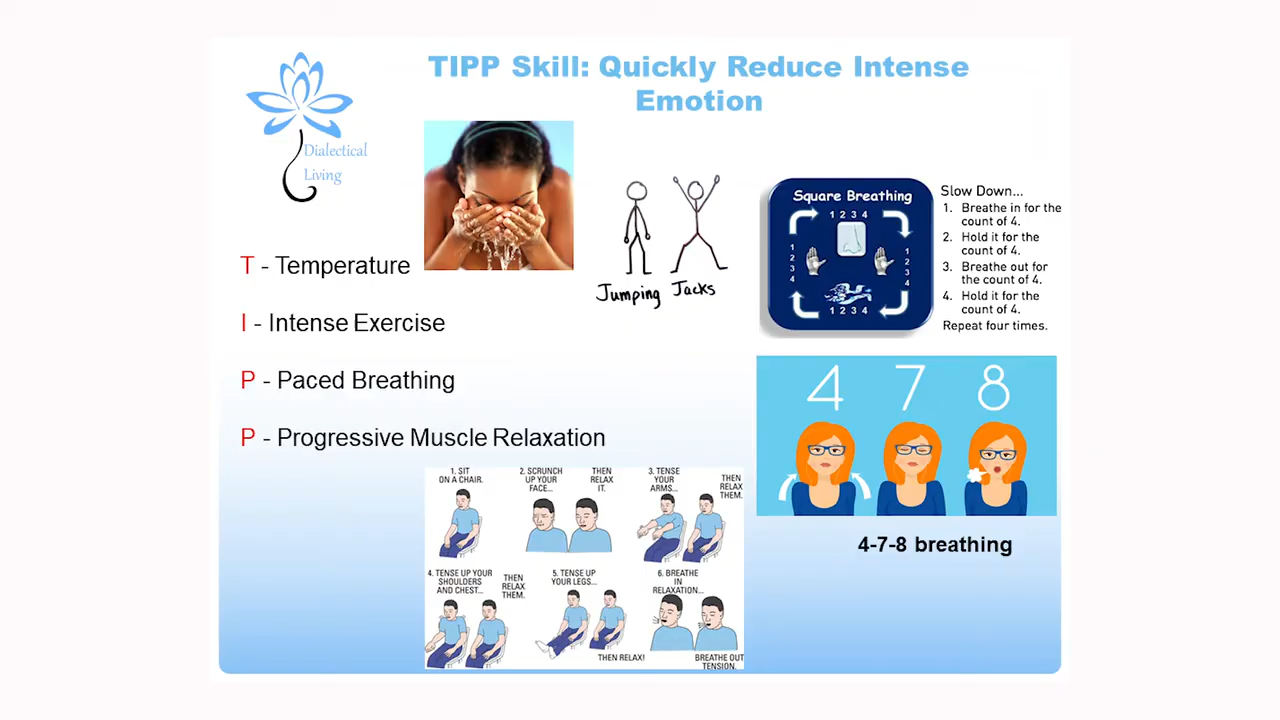 TIPP Skill: Quickly Reduce Intense
Emotion
Dialectical
Living
T - Temperature
I - Intense Exercise
P - Paced Breathing
P - Progressive Muscle Relaxation
Jumping Jacks
Square Breathing
1 2 3 4
1
2
3
4
1
2
3
4
1 2 3 4
Slow Down...
1. Breathe in for the
count of 4.
2. Hold it for the
count of 4.
3. Breathe out for
the count of 4.
4. Hold it for the
count of 4.
Repeat four times.
4 7 8
4-7-8 breathing
1. SIT
ON A CHAIR.
2. SCRUNCH
UP YOUR
FACE...
THEN
RELAX
IT.
3. TENSE
YOUR
ARMS...
THEN
RELAX
THEM.
4. TENSE UP YOUR
SHOULDERS
AND CHEST...
THEN
RELAX
THEM.
5. TENSE UP
YOUR LEGS...
THEN RELAX!
6. BREATHE
IN
RELAXATION...
BREATHE OUT
TENSION.